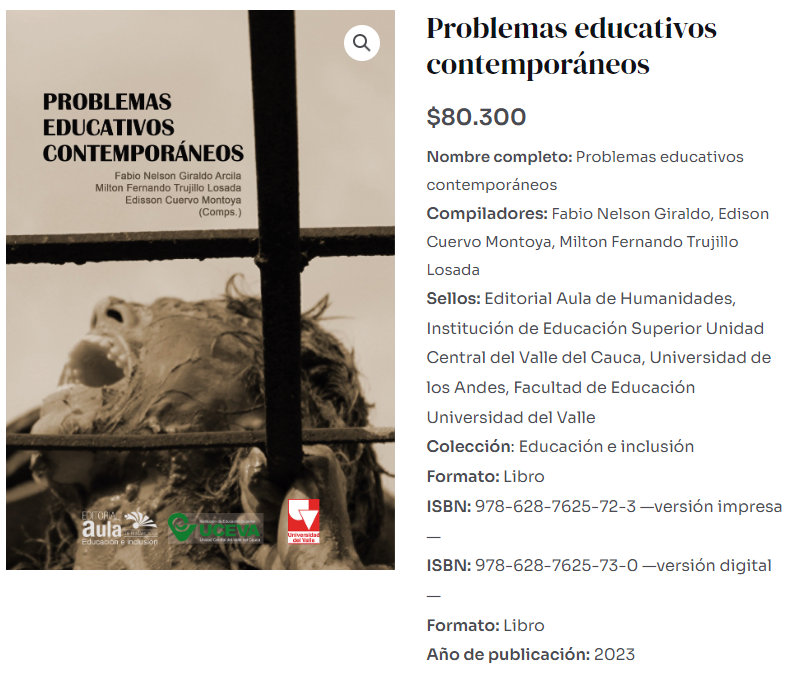 PROBLEMAS
EDUCATIVOS
CONTEMPORÁNEOS
Fabio Nelson Giraldo Arcila
Milton Fernando Trujillo Losada
Edisson Cuervo Montoya
(Comps.)
EDITORIAL
aula
Educación e inclusión
UCEVA
Universidad
del Valle
Problemas educativos
contemporáneos
$80.300
Nombre completo: Problemas educativos
contemporáneos
Compiladores: Fabio Nelson Giraldo, Edison
Cuervo Montoya, Milton Fernando Trujillo
Losada
Sellos: Editorial Aula de Humanidades,
Institución de Educación Superior Unidad
Central del Valle del Cauca, Universidad de
los Andes, Facultad de Educación
Universidad del Valle
Colección: Educación e inclusión
Formato: Libro
ISBN: 978-628-7625-72-3 —versión impresa
—
ISBN: 978-628-7625-73-0 —versión digital
—
Formato: Libro
Año de publicación: 2023